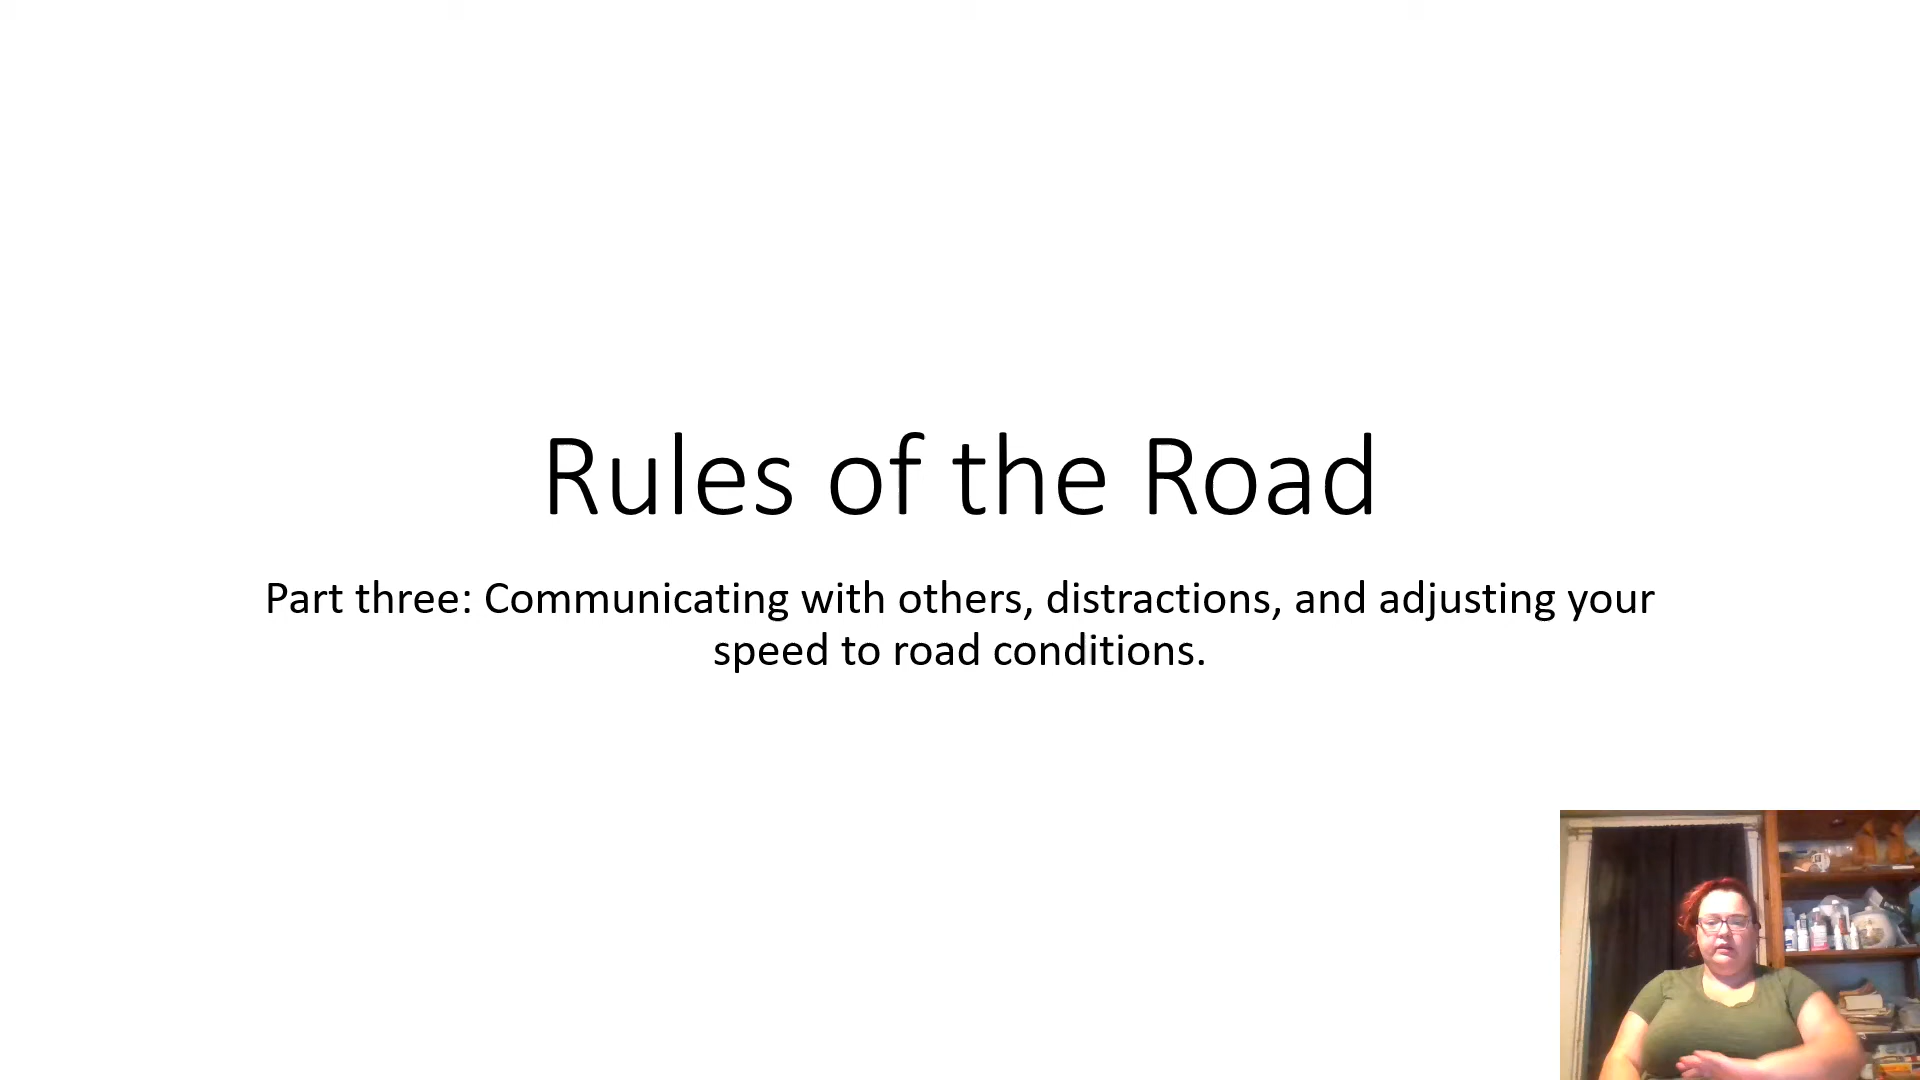 Rules of the Road
Part three: Communicating with others, distractions, and adjusting your
speed to road conditions.